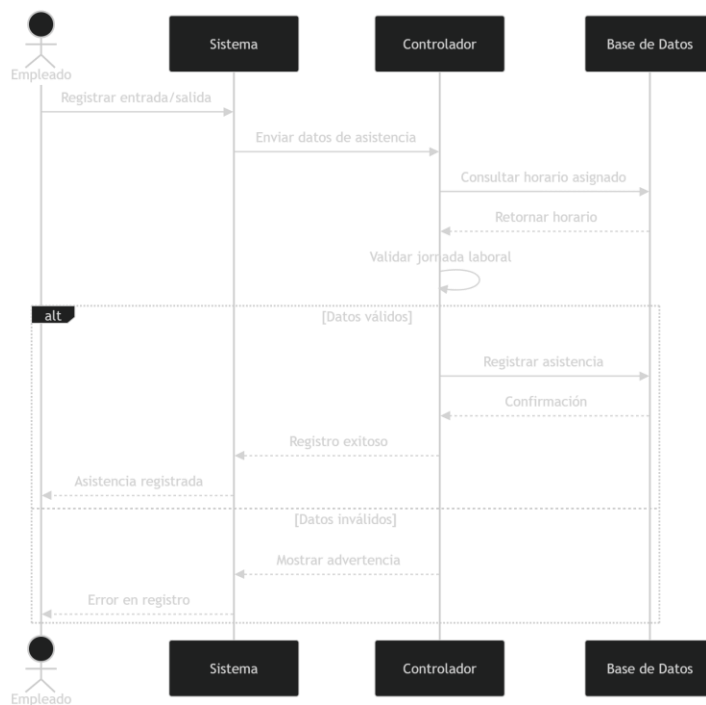 Sistema
Controlador
Base de Datos
Empleado
Registrar entrada/salida
Enviar datos de asistencia
Consultar horario asignado
Retornar horario
Validar jornada laboral
alt
[Datos válidos]
Registrar asistencia
Confirmación
Registro exitoso
Asistencia registrada
[Datos inválidos]
Mostrar advertencia
Error en registro
Sistema
Controlador
Base de Datos
Empleado